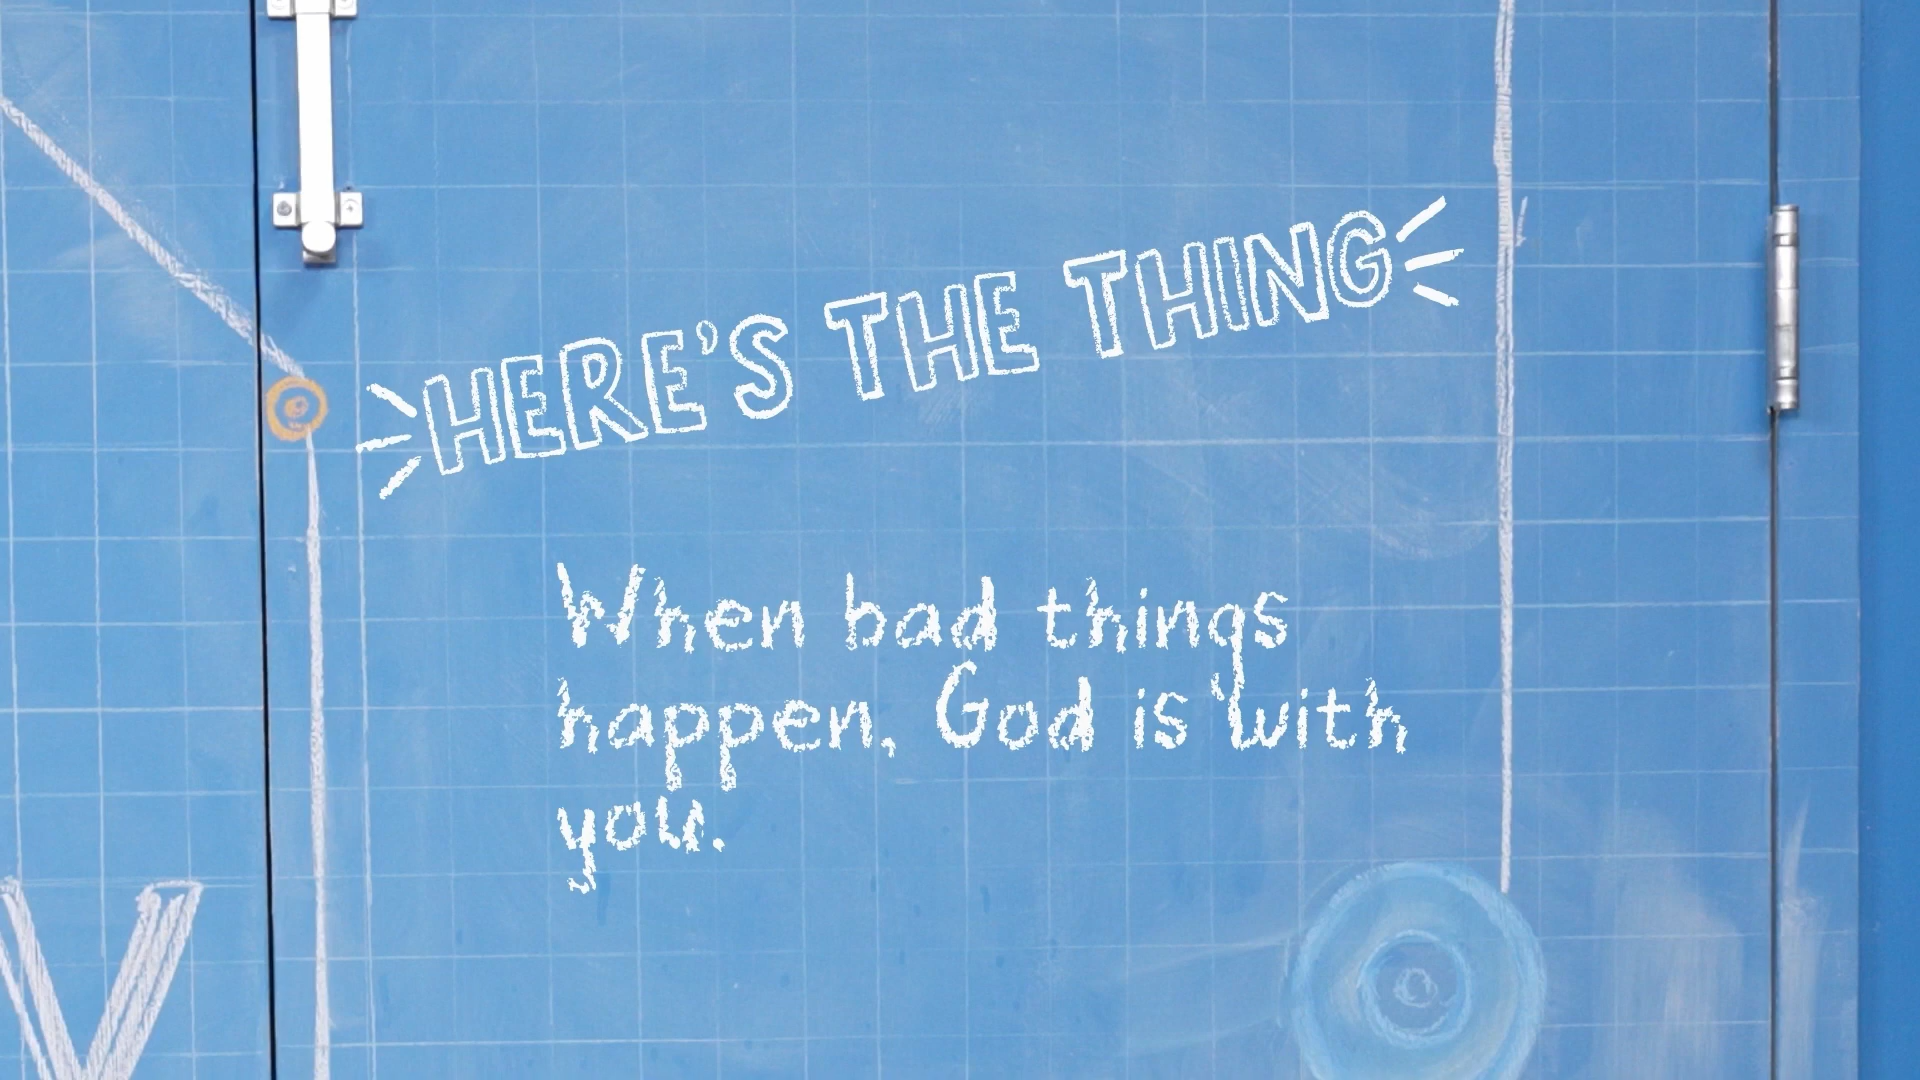 HERE'S THE THING
When bad things
happen, God is with
you.
V